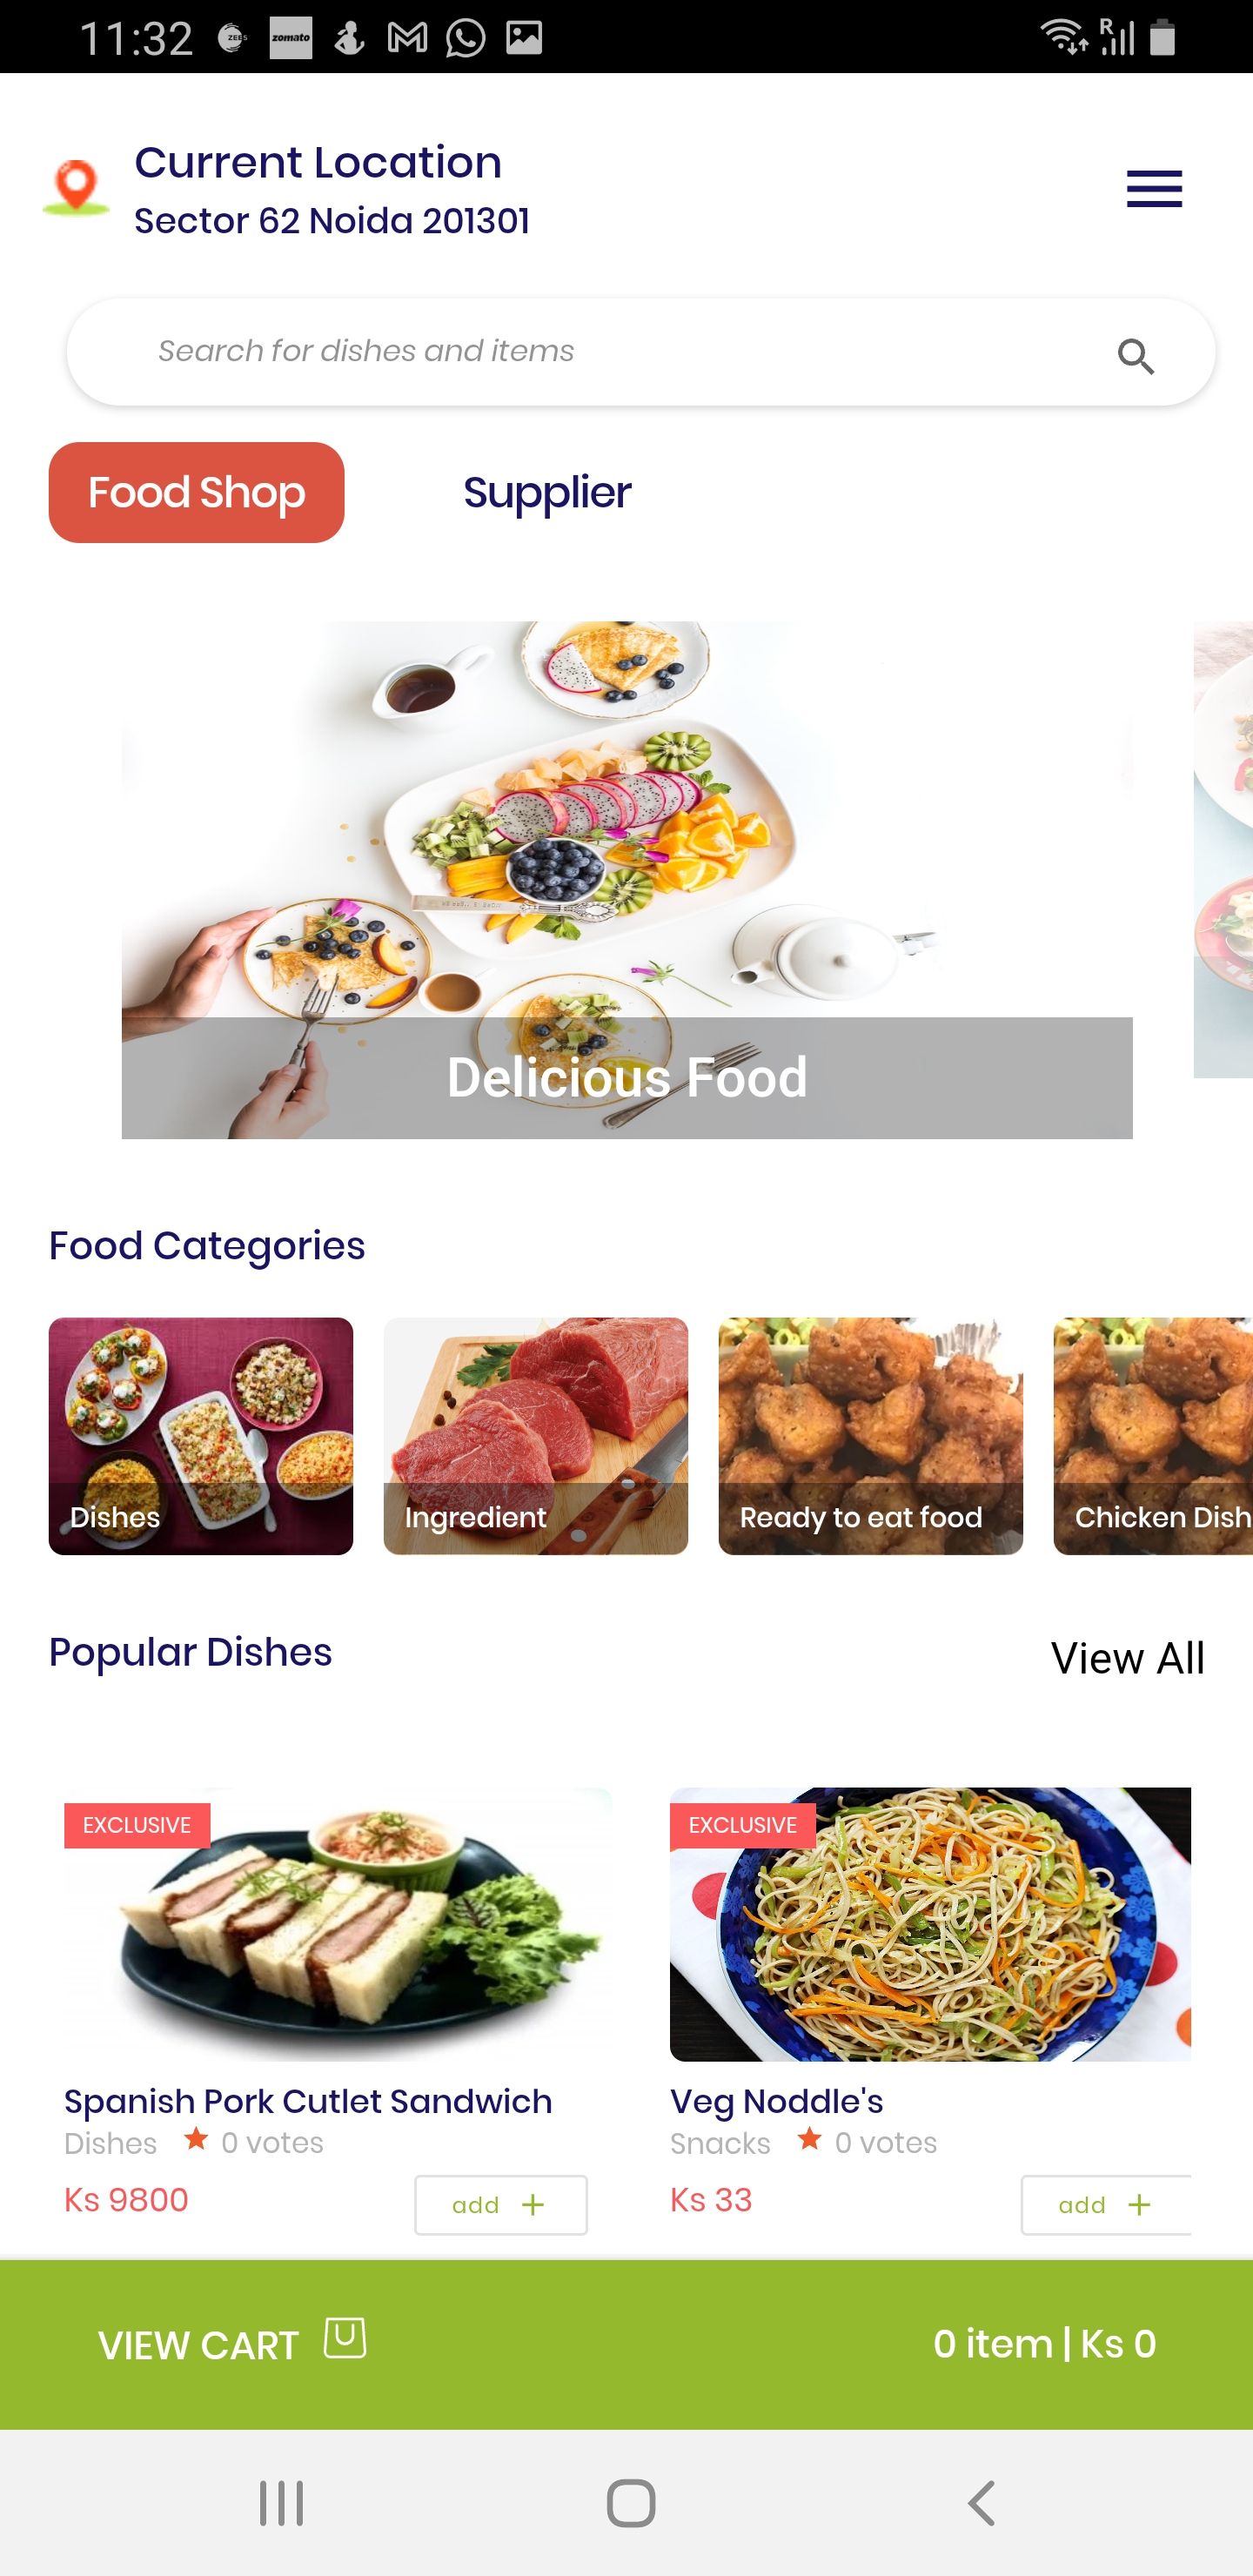 11:32 ZEE5 zomato R
Current Location
Sector 62 Noida 201301
Search for dishes and items
Food Shop Supplier
Delicious Food
Food Categories
Dishes Ingredient Ready to eat food Chicken Dish
Popular Dishes View All
EXCLUSIVE EXCLUSIVE
Spanish Pork Cutlet Sandwich Veg Noddle's
Dishes 0 votes Snacks 0 votes
Ks 9800 add + Ks 33 add +
VIEW CART 0 item | Ks 0